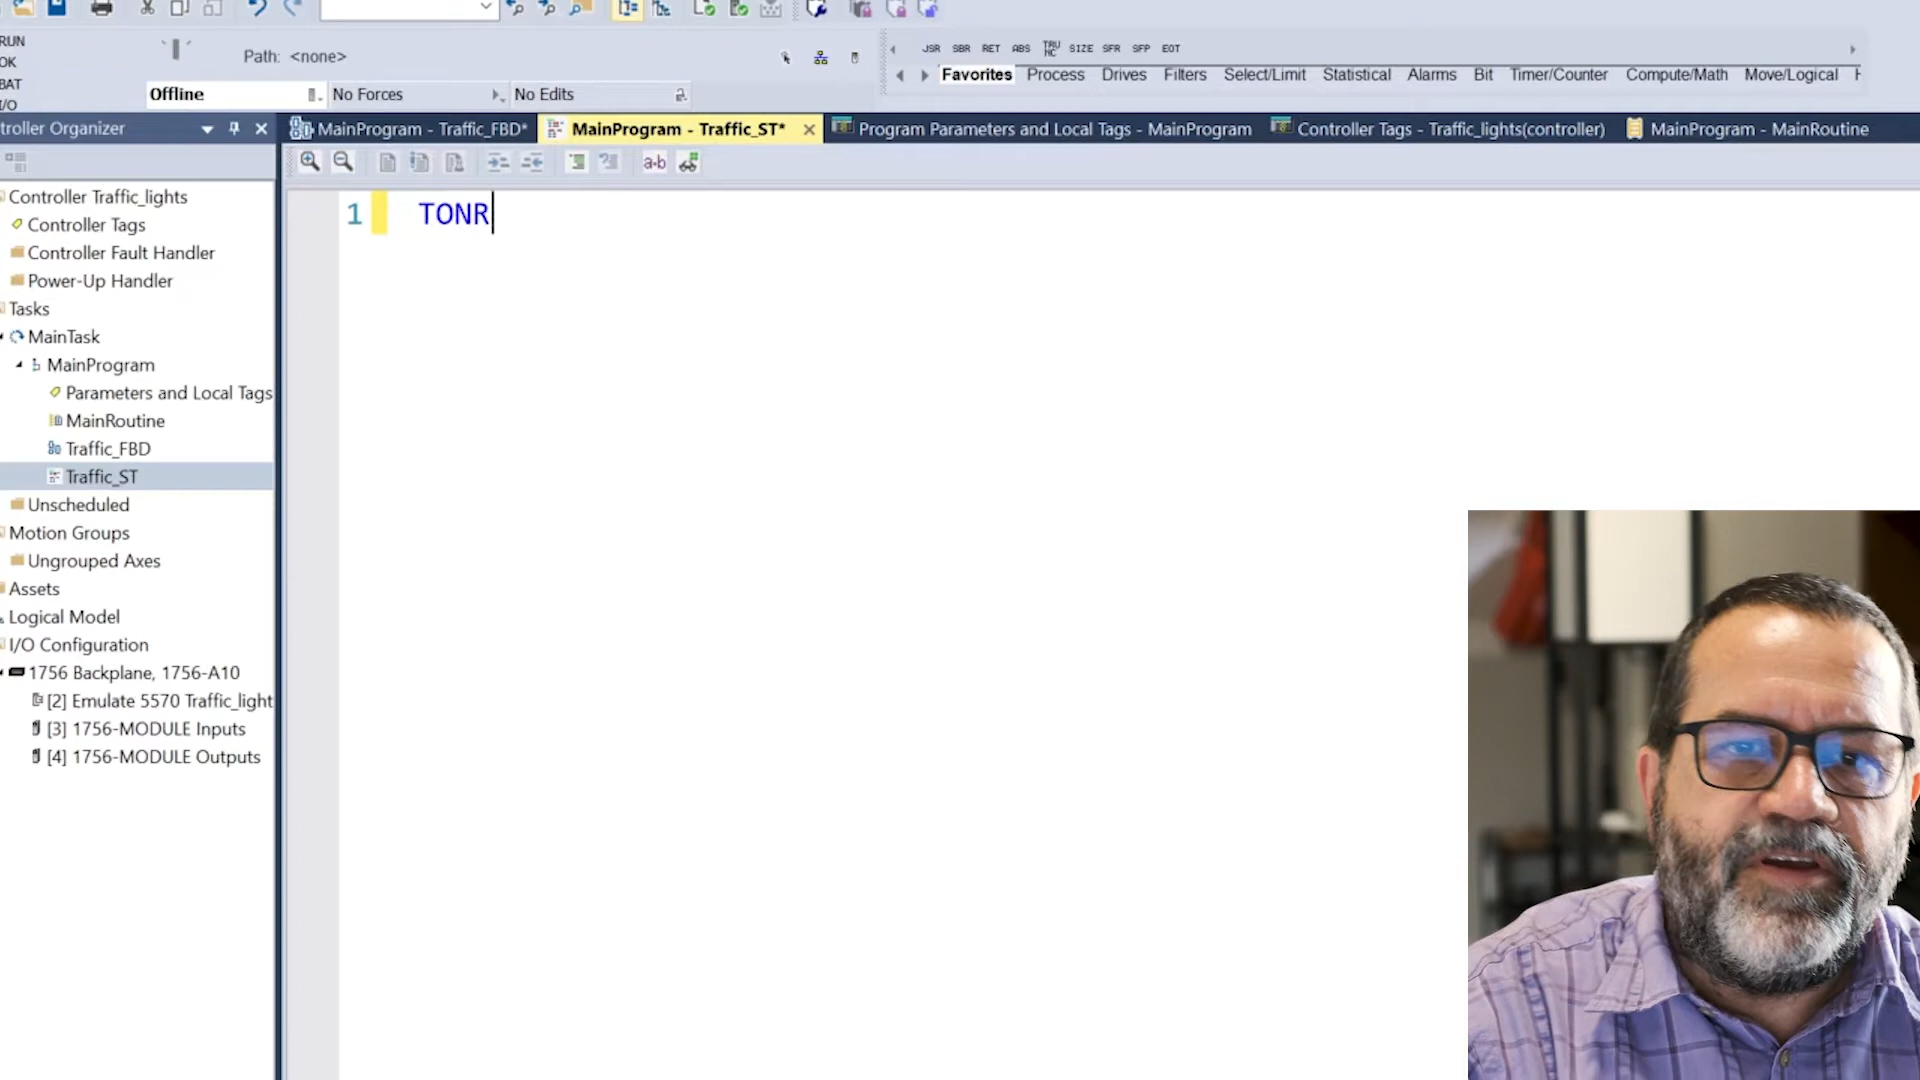 RUN
OK
BAT
I/O
Path: <none>
Offline
No Forces
No Edits
JSR SBR RET ABS TRUNC SIZE SFR SFP EOT
Favorites Process Drives Filters Select/Limit Statistical Alarms Bit Timer/Counter Compute/Math Move/Logical
troller Organizer
MainProgram - Traffic_FBD*
MainProgram - Traffic_ST*
Program Parameters and Local Tags - MainProgram
Controller Tags - Traffic_lights(controller)
MainProgram - MainRoutine
a-b
1 TONR
Controller Traffic_lights
Controller Tags
Controller Fault Handler
Power-Up Handler
Tasks
MainTask
MainProgram
Parameters and Local Tags
MainRoutine
Traffic_FBD
Traffic_ST
Unscheduled
Motion Groups
Ungrouped Axes
Assets
Logical Model
I/O Configuration
1756 Backplane, 1756-A10
[2] Emulate 5570 Traffic_light
[3] 1756-MODULE Inputs
[4] 1756-MODULE Outputs